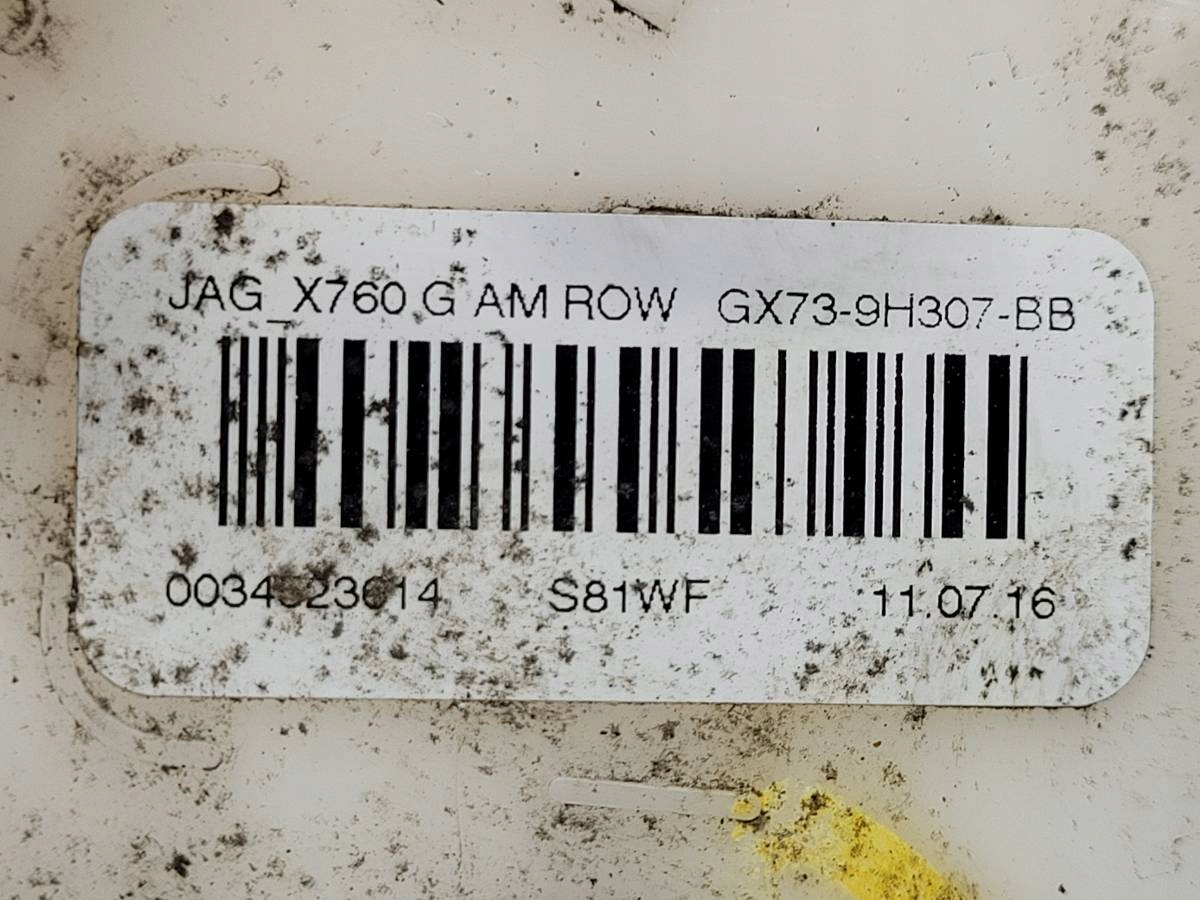 JAG_X760 G AM ROW GX73-9H307-BB
S81WF 11.07.16